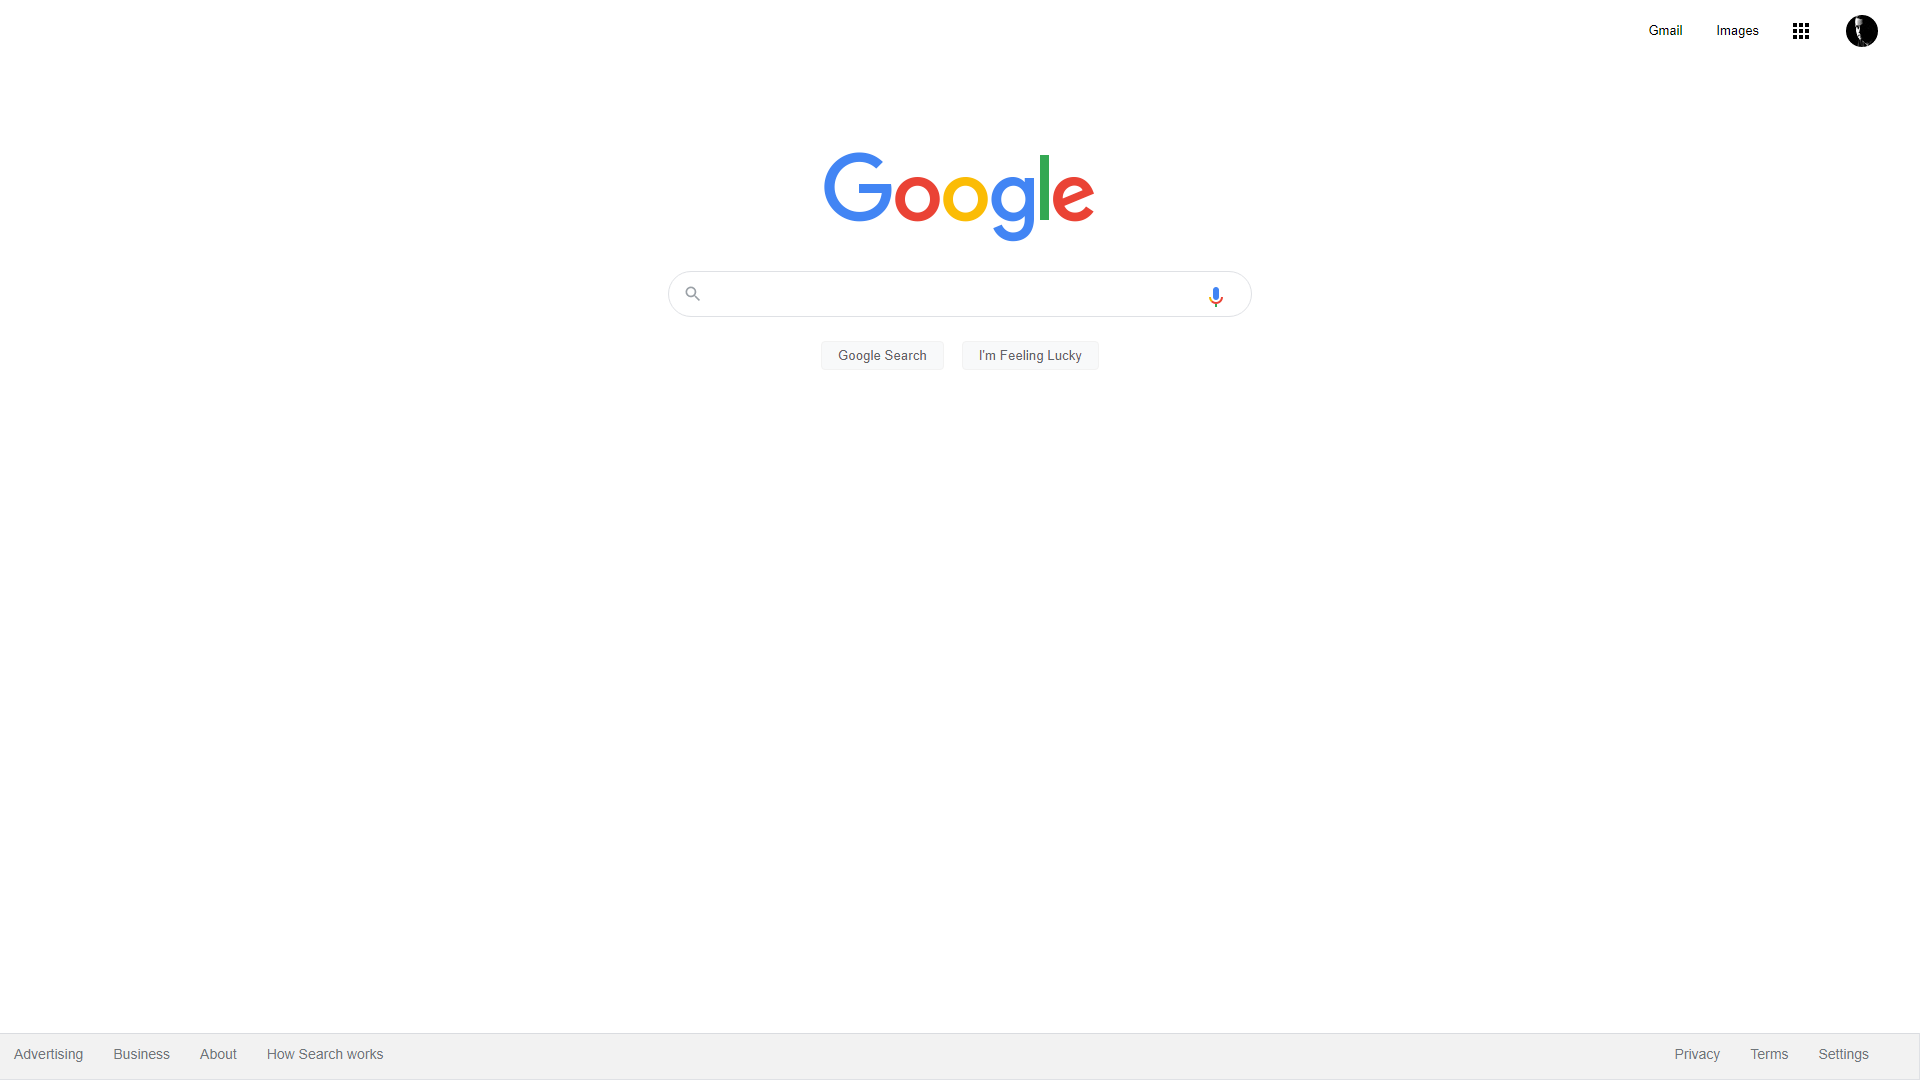 Gmail Images
Google
Google Search I'm Feeling Lucky
Advertising Business About How Search works Privacy Terms Settings